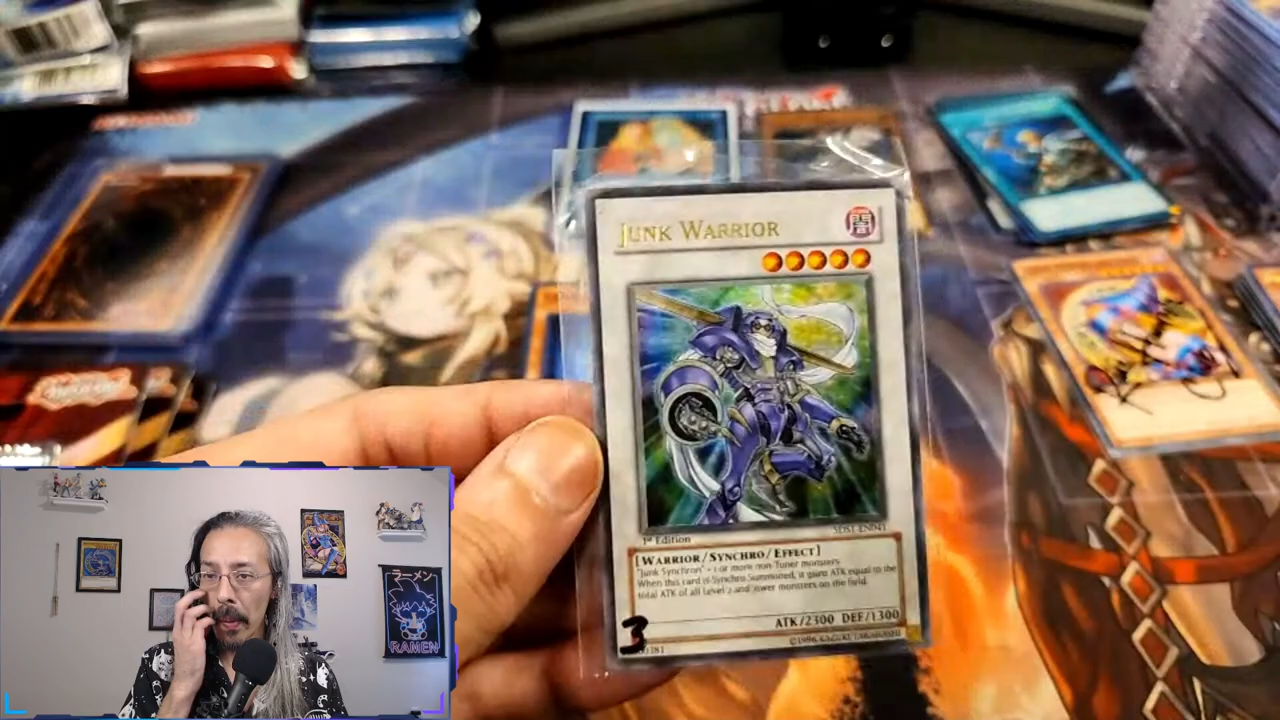 JUNK WARRIOR
闇
SDS1-EN041
1st Edition
[WARRIOR/SYNCHRO/EFFECT]
"Junk Synchron" + 1 or more non-Tuner monsters
When this card is Synchro Summoned, it gains ATK equal to the
total ATK of all Level 2 and lower monsters on the field.
ATK/2300 DEF/1300
©1996 KAZUKI TAKAHASHI
3
ラーメン
RAMEN